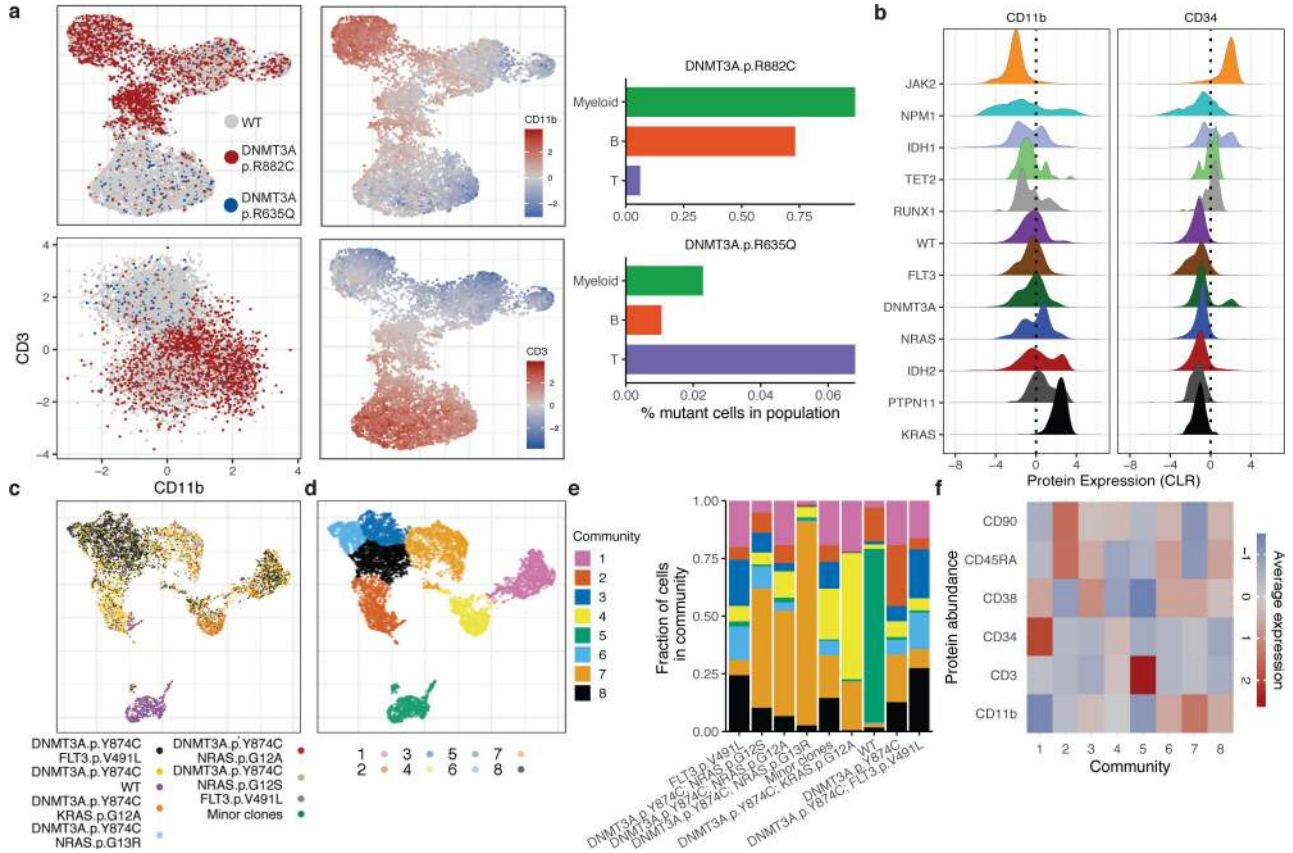 a
WT
DNMT3A
p.R882C
DNMT3A
p.R635Q
CD11b
2
0
−2
DNMT3A.p.R882C
Myeloid
B
T
0.00
0.25
0.50
0.75
CD3
4
2
0
−2
−4
−2
0
2
4
CD11b
CD3
2
0
−2
DNMT3A.p.R635Q
Myeloid
B
T
0.00
0.02
0.04
0.06
% mutant cells in population
b
CD11b
CD34
JAK2
NPM1
IDH1
TET2
RUNX1
WT
FLT3
DNMT3A
NRAS
IDH2
PTPN11
KRAS
−8
−4
0
4
−8
−4
0
4
Protein Expression (CLR)
c
DNMT3A.p.Y874C
FLT3.p.V491L
DNMT3A.p.Y874C
WT
DNMT3A.p.Y874C
KRAS.p.G12A
DNMT3A.p.Y874C
NRAS.p.G13R
DNMT3A.p.Y874C
NRAS.p.G12A
DNMT3A.p.Y874C
NRAS.p.G12S
FLT3.p.V491L
Minor clones
d
Community
1
2
3
4
5
6
7
8
1
3
5
7
2
4
6
8
e
Fraction of cells
in community
1.00
0.75
0.50
0.25
0.00
FLT3.p.V491L
DNMT3A.p.Y874C; NRAS.p.G12S
DNMT3A.p.Y874C; NRAS.p.G12A
DNMT3A.p.Y874C; NRAS.p.G13R
Minor clones
DNMT3A.p.Y874C; KRAS.p.G12A
WT
DNMT3A.p.Y874C
DNMT3A.p.Y874C; FLT3.p.V491L
f
Protein abundance
CD90
CD45RA
CD38
CD34
CD3
CD11b
1
2
3
4
5
6
7
8
Community
−1
0
1
2
Average expression